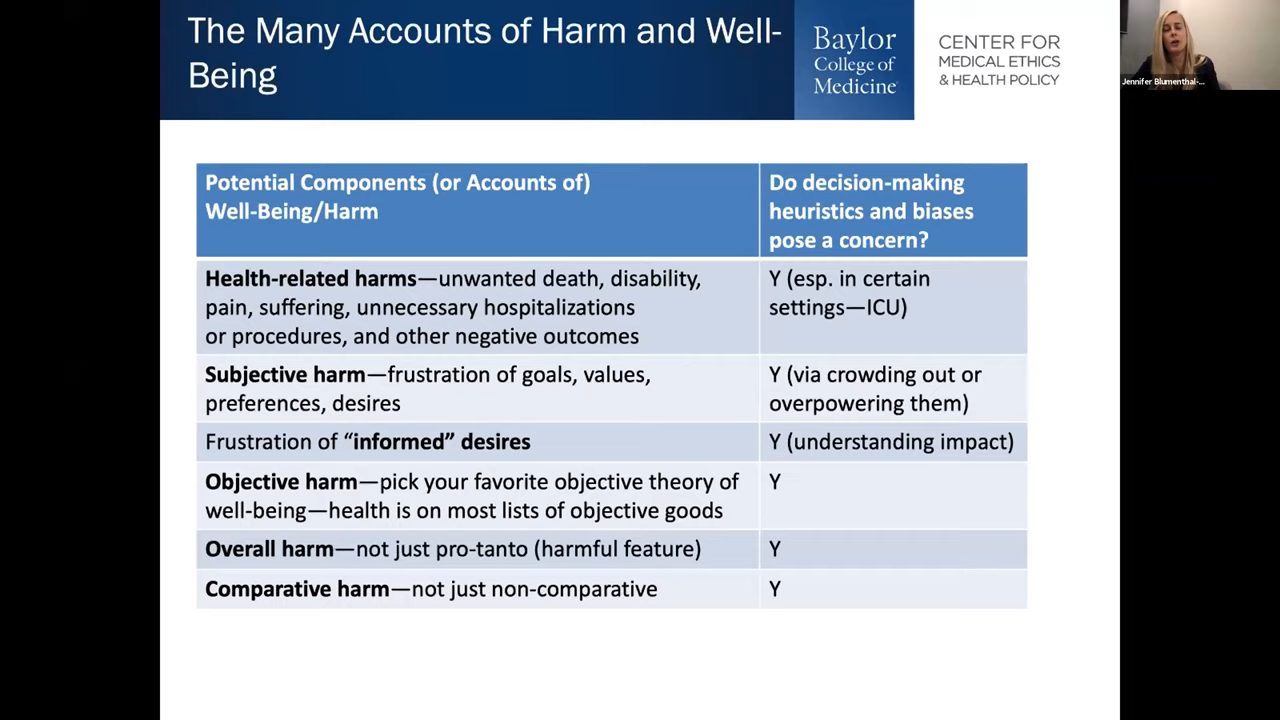 The Many Accounts of Harm and Well-
Being
Baylor
College of
Medicine
CENTER FOR
MEDICAL ETHICS
& HEALTH POLICY
Jennifer Blumenthal-...
Potential Components (or Accounts of)
Well-Being/Harm
Do decision-making
heuristics and biases
pose a concern?
Health-related harms—unwanted death, disability,
pain, suffering, unnecessary hospitalizations
or procedures, and other negative outcomes
Y (esp. in certain
settings—ICU)
Subjective harm—frustration of goals, values,
preferences, desires
Y (via crowding out or
overpowering them)
Frustration of “informed” desires
Y (understanding impact)
Objective harm—pick your favorite objective theory of
well-being—health is on most lists of objective goods
Y
Overall harm—not just pro-tanto (harmful feature)
Y
Comparative harm—not just non-comparative
Y